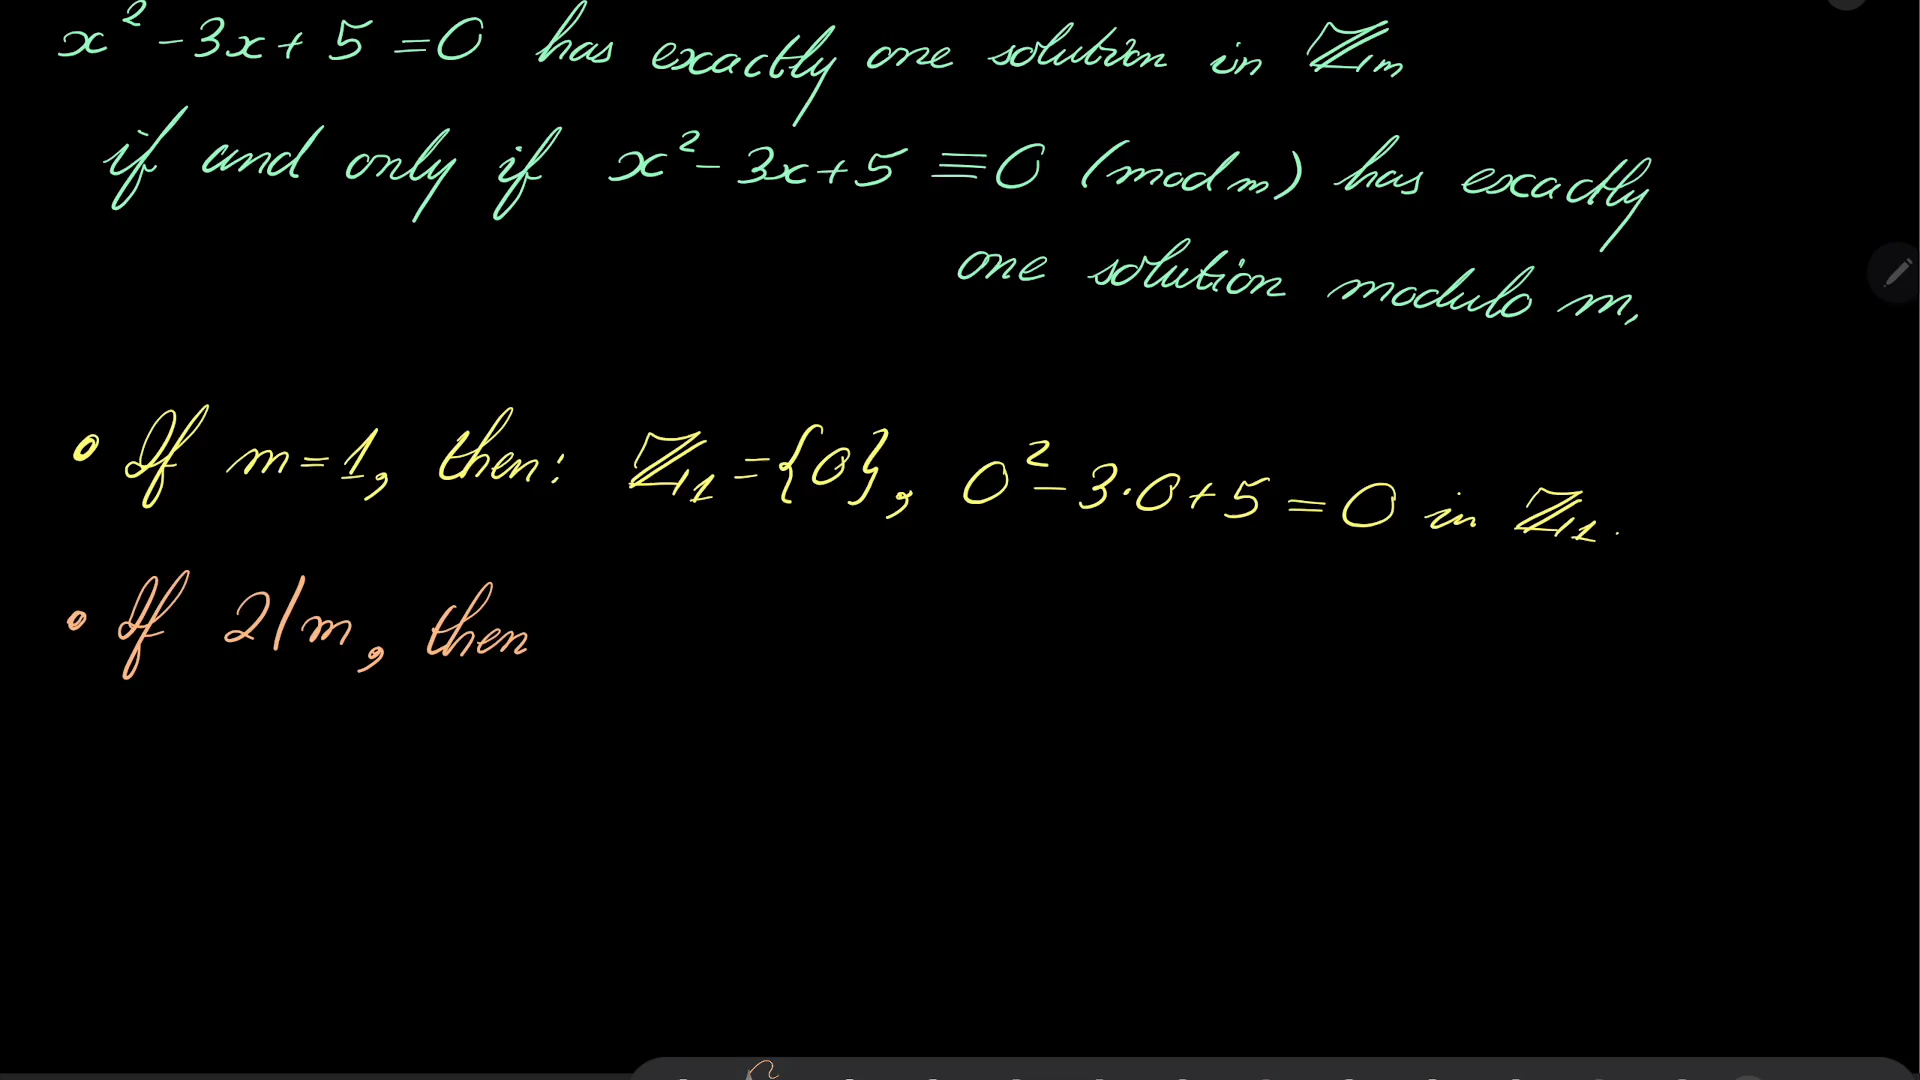 x² - 3x + 5 = 0 has exactly one solution in ℤₘ
if and only if x² - 3x + 5 ≡ 0 (mod m) has exactly
one solution modulo m.
• If m = 1, then: ℤ₁ = {0}, 0² - 3·0 + 5 = 0 in ℤ₁.
• If 2|m, then